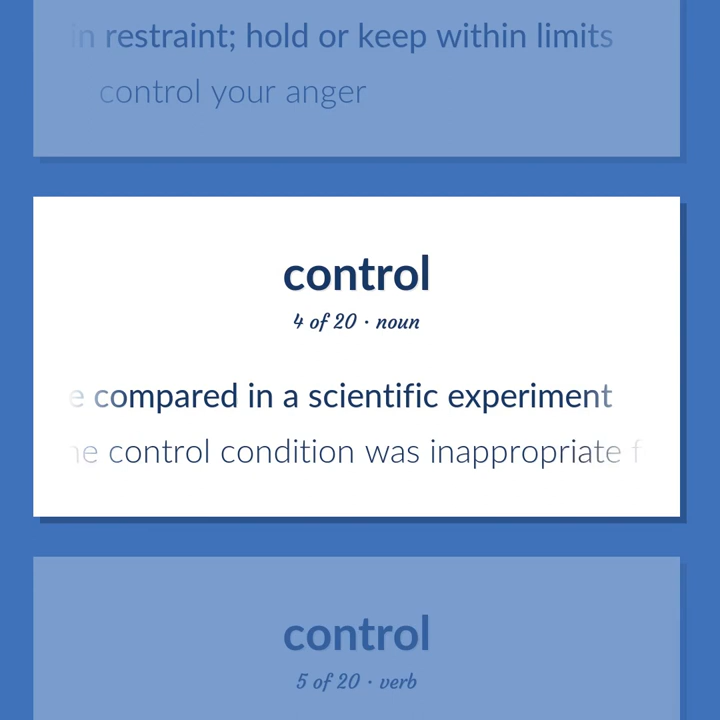 in restraint; hold or keep within limits
control your anger
control
4 of 20 · noun
compared in a scientific experiment
control condition was inappropriate
control
5 of 20 · verb